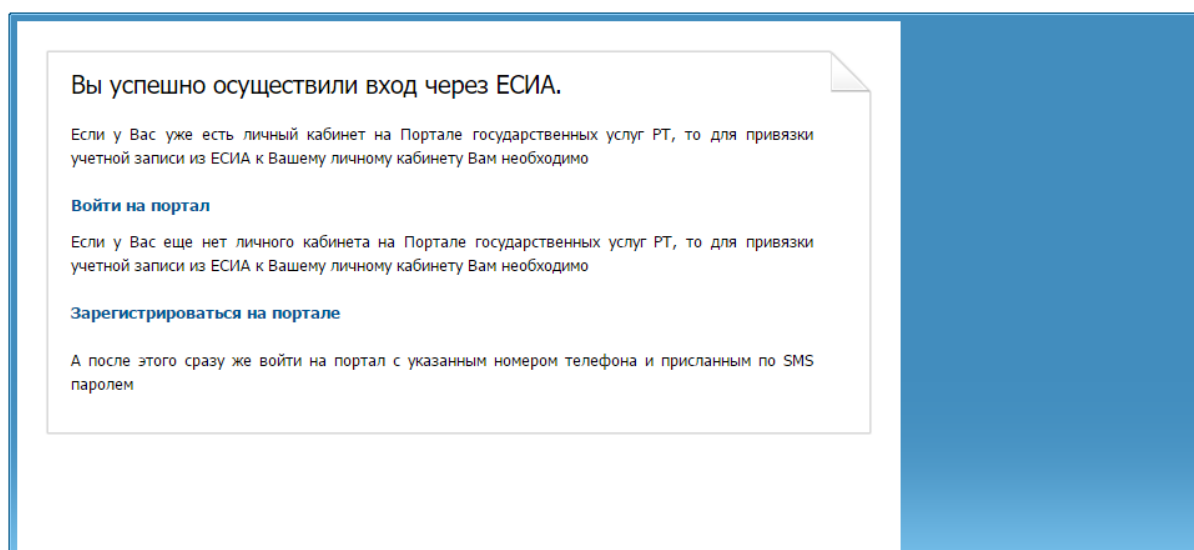 Вы успешно осуществили вход через ЕСИА.
Если у Вас уже есть личный кабинет на Портале государственных услуг РТ, то для привязки
учетной записи из ЕСИА к Вашему личному кабинету Вам необходимо
Войти на портал
Если у Вас еще нет личного кабинета на Портале государственных услуг РТ, то для привязки
учетной записи из ЕСИА к Вашему личному кабинету Вам необходимо
Зарегистрироваться на портале
А после этого сразу же войти на портал с указанным номером телефона и присланным по SMS
паролем